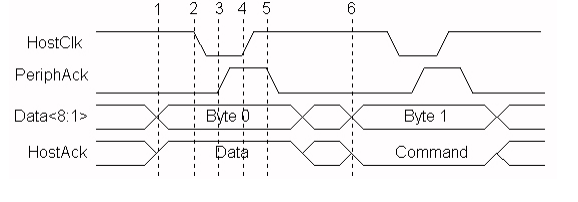 1 2 3 4 5 6
HostClk
PeriphAck
Data<8:1> Byte 0 Byte 1
HostAck Data Command